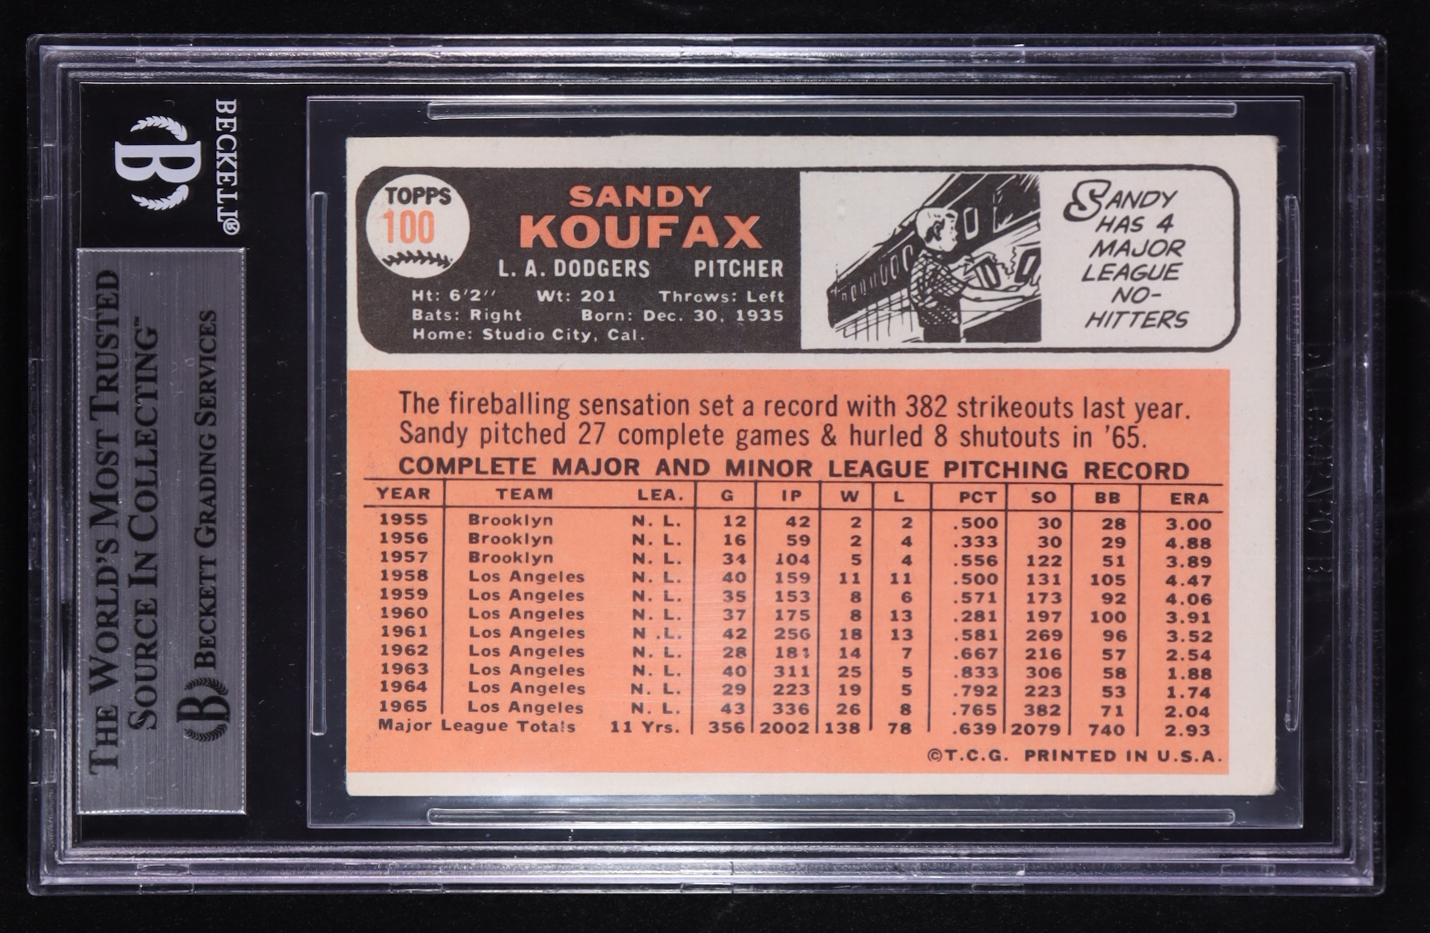 BECKETT®
B
THE WORLD'S MOST TRUSTED
SOURCE IN COLLECTING™
B BECKETT GRADING SERVICES
TOPPS
100
SANDY
KOUFAX
L. A. DODGERS PITCHER
Ht: 6'2" Wt: 201 Throws: Left
Bats: Right Born: Dec. 30, 1935
Home: Studio City, Cal.
SANDY
HAS 4
MAJOR
LEAGUE
NO-
HITTERS
The fireballing sensation set a record with 382 strikeouts last year.
Sandy pitched 27 complete games & hurled 8 shutouts in '65.
COMPLETE MAJOR AND MINOR LEAGUE PITCHING RECORD
YEAR TEAM LEA. G IP W L PCT SO BB ERA
1955 Brooklyn N. L. 12 42 2 2 .500 30 28 3.00
1956 Brooklyn N. L. 16 59 2 4 .333 30 29 4.88
1957 Brooklyn N. L. 34 104 5 4 .556 122 51 3.89
1958 Los Angeles N. L. 40 159 11 11 .500 131 105 4.47
1959 Los Angeles N. L. 35 153 8 6 .571 173 92 4.06
1960 Los Angeles N. L. 37 175 8 13 .281 197 100 3.91
1961 Los Angeles N .L. 42 256 18 13 .581 269 96 3.52
1962 Los Angeles N. L. 28 181 14 7 .667 216 57 2.54
1963 Los Angeles N. L. 40 311 25 5 .833 306 58 1.88
1964 Los Angeles N. L. 29 223 19 5 .792 223 53 1.74
1965 Los Angeles N. L. 43 336 26 8 .765 382 71 2.04
Major League Totals 11 Yrs. 356 2002 138 78 .639 2079 740 2.93
©T.C.G. PRINTED IN U.S.A.